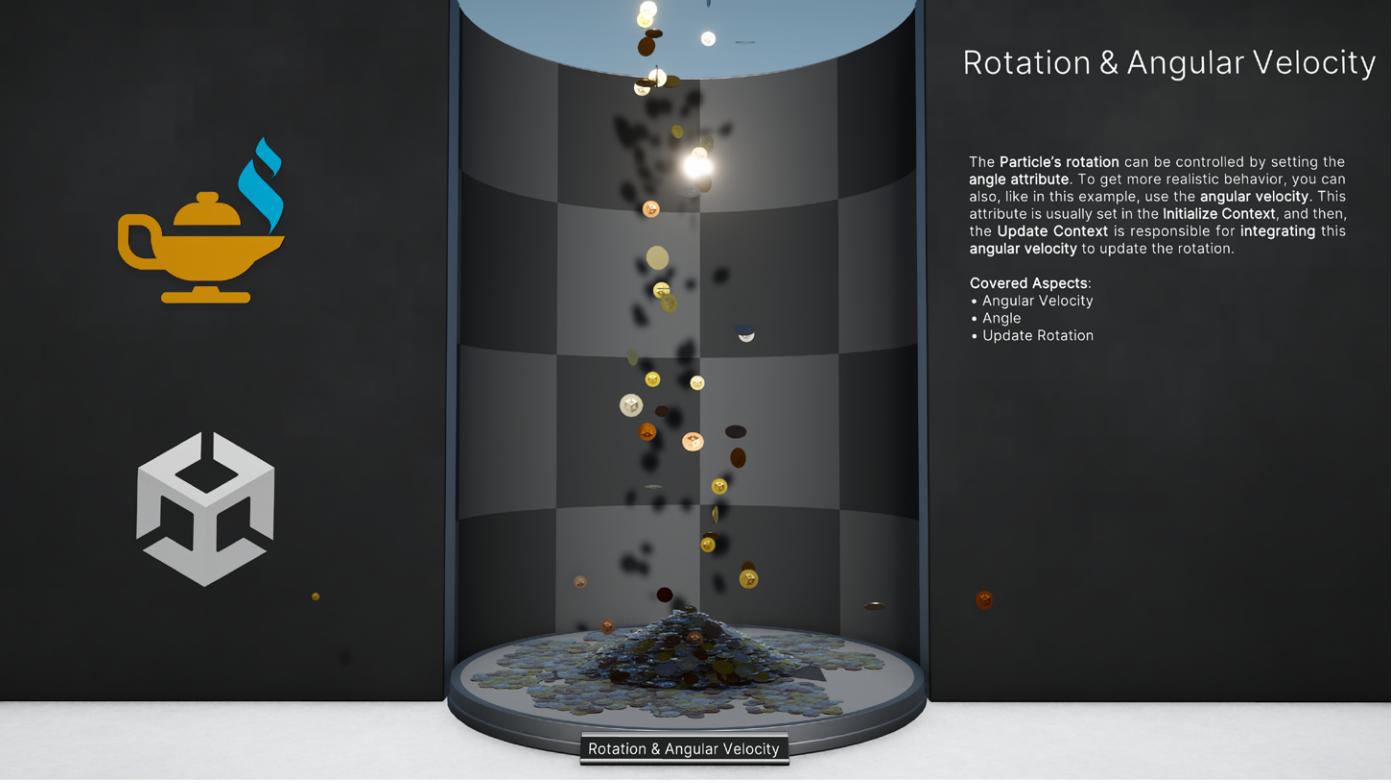 Rotation & Angular Velocity
The Particle's rotation can be controlled by setting the
angle attribute. To get more realistic behavior, you can
also, like in this example, use the angular velocity. This
attribute is usually set in the Initialize Context, and then,
the Update Context is responsible for integrating this
angular velocity to update the rotation.
Covered Aspects:
• Angular Velocity
• Angle
• Update Rotation
Rotation & Angular Velocity